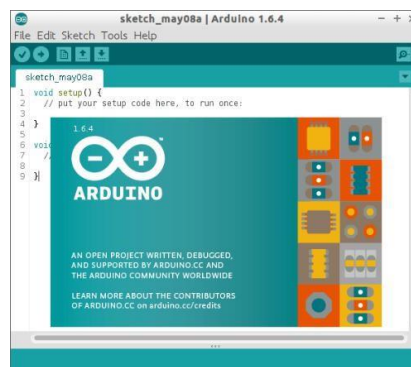 sketch_may08a | Arduino 1.6.4
File Edit Sketch Tools Help
sketch_may08a
1 void setup() {
2 // put your setup code here, to run once:
3
4 }
5
6 voi
7 //
8
9 }
1.6.4
ARDUINO
AN OPEN PROJECT WRITTEN, DEBUGGED,
AND SUPPORTED BY ARDUINO.CC AND
THE ARDUINO COMMUNITY WORLDWIDE
LEARN MORE ABOUT THE CONTRIBUTORS
OF ARDUINO.CC on arduino.cc/credits